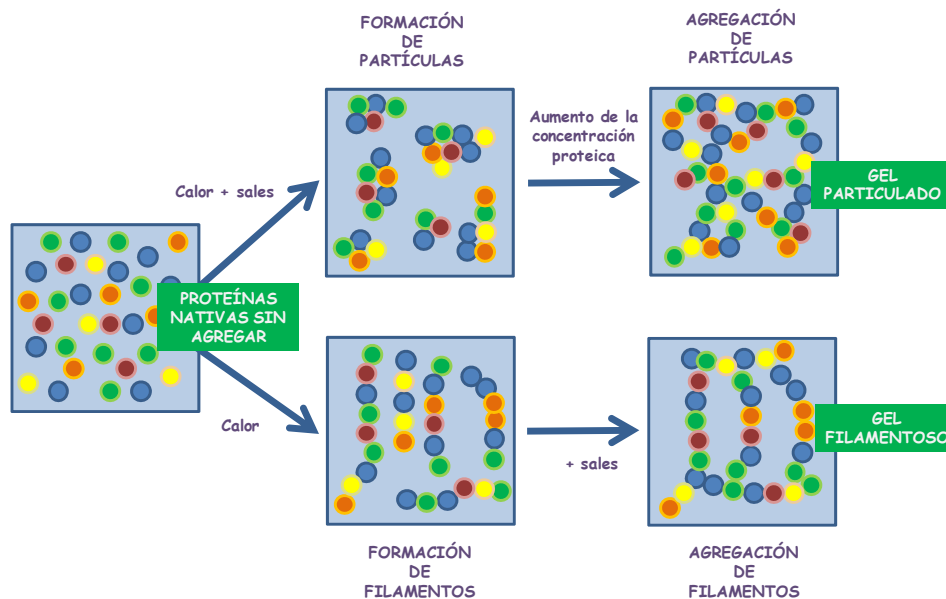 FORMACIÓN
DE
PARTÍCULAS
AGREGACIÓN
DE
PARTÍCULAS
Aumento de la
concentración
proteica
Calor + sales
GEL
PARTICULADO
PROTEÍNAS
NATIVAS SIN
AGREGAR
Calor
+ sales
GEL
FILAMENTOSO
FORMACIÓN
DE
FILAMENTOS
AGREGACIÓN
DE
FILAMENTOS